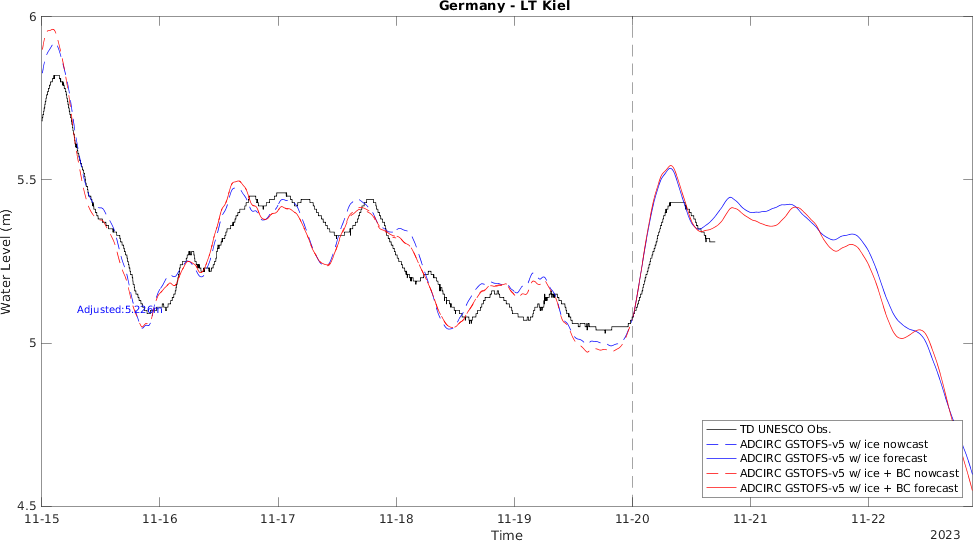 Germany - LT Kiel
6
5.5
5
4.5
Water Level (m)
Adjusted:5.226m
TD UNESCO Obs.
ADCIRC GSTOFS-v5 w/ ice nowcast
ADCIRC GSTOFS-v5 w/ ice forecast
ADCIRC GSTOFS-v5 w/ ice + BC nowcast
ADCIRC GSTOFS-v5 w/ ice + BC forecast
11-15 11-16 11-17 11-18 11-19 11-20 11-21 11-22
Time
2023